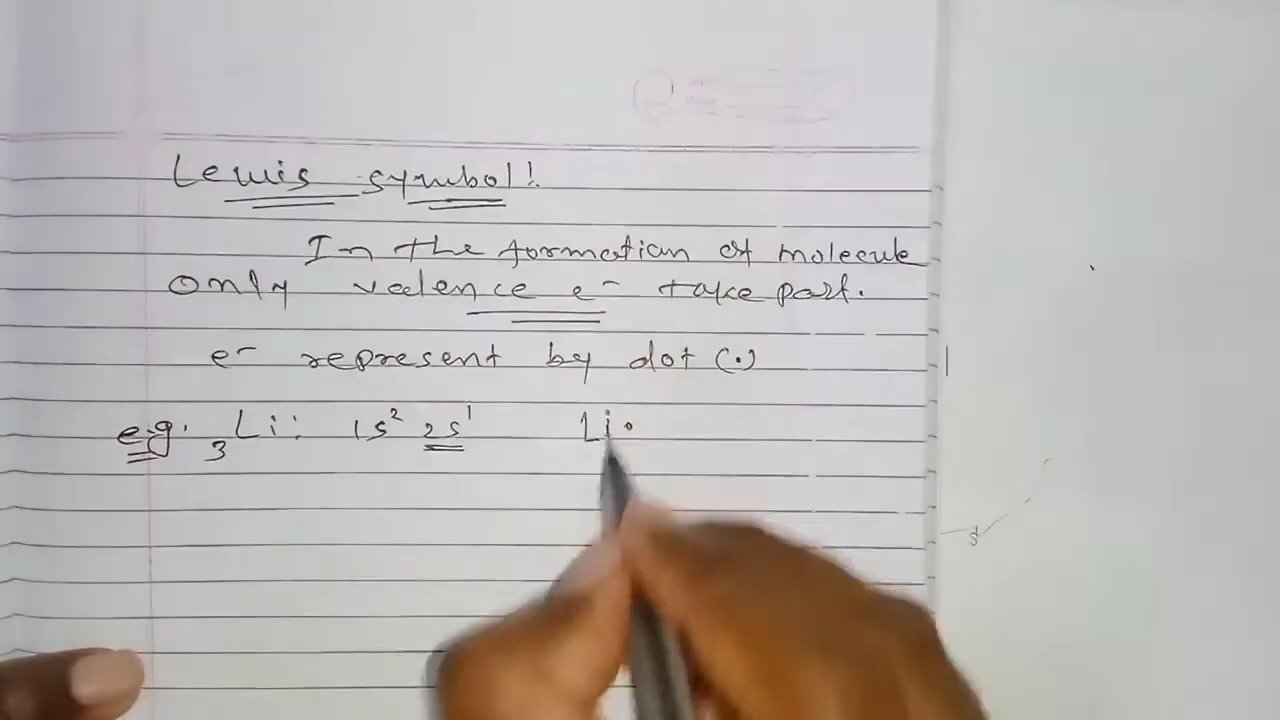 Lewis symbol:
In the formation of molecule
only valence e⁻ take part.
e⁻ represent by dot (.)
e.g. ₃Li: 1s² 2s¹ Li·